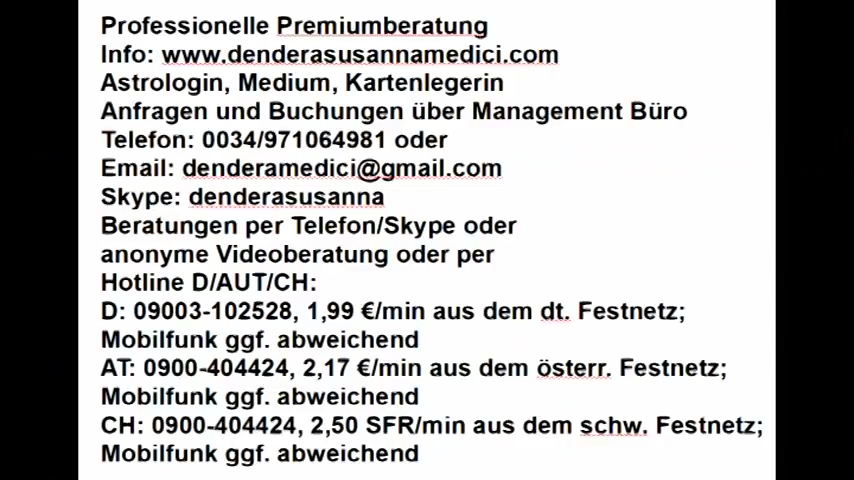 Professionelle Premiumberatung
Info: www.denderasusannamedici.com
Astrologin, Medium, Kartenlegerin
Anfragen und Buchungen über Management Büro
Telefon: 0034/971064981 oder
Email: denderamedici@gmail.com
Skype: denderasusanna
Beratungen per Telefon/Skype oder
anonyme Videoberatung oder per
Hotline D/AUT/CH:
D: 09003-102528, 1,99 €/min aus dem dt. Festnetz;
Mobilfunk ggf. abweichend
AT: 0900-404424, 2,17 €/min aus dem österr. Festnetz;
Mobilfunk ggf. abweichend
CH: 0900-404424, 2,50 SFR/min aus dem schw. Festnetz;
Mobilfunk ggf. abweichend